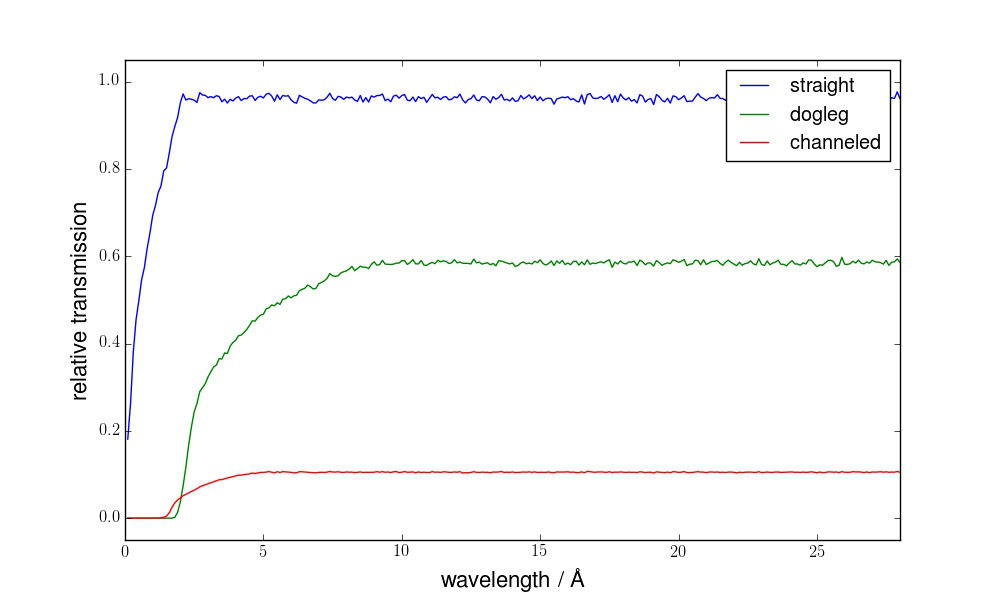 1.0
0.8
0.6
0.4
0.2
0.0
relative transmission
straight
dogleg
channeled
0 5 10 15 20 25
wavelength / Å